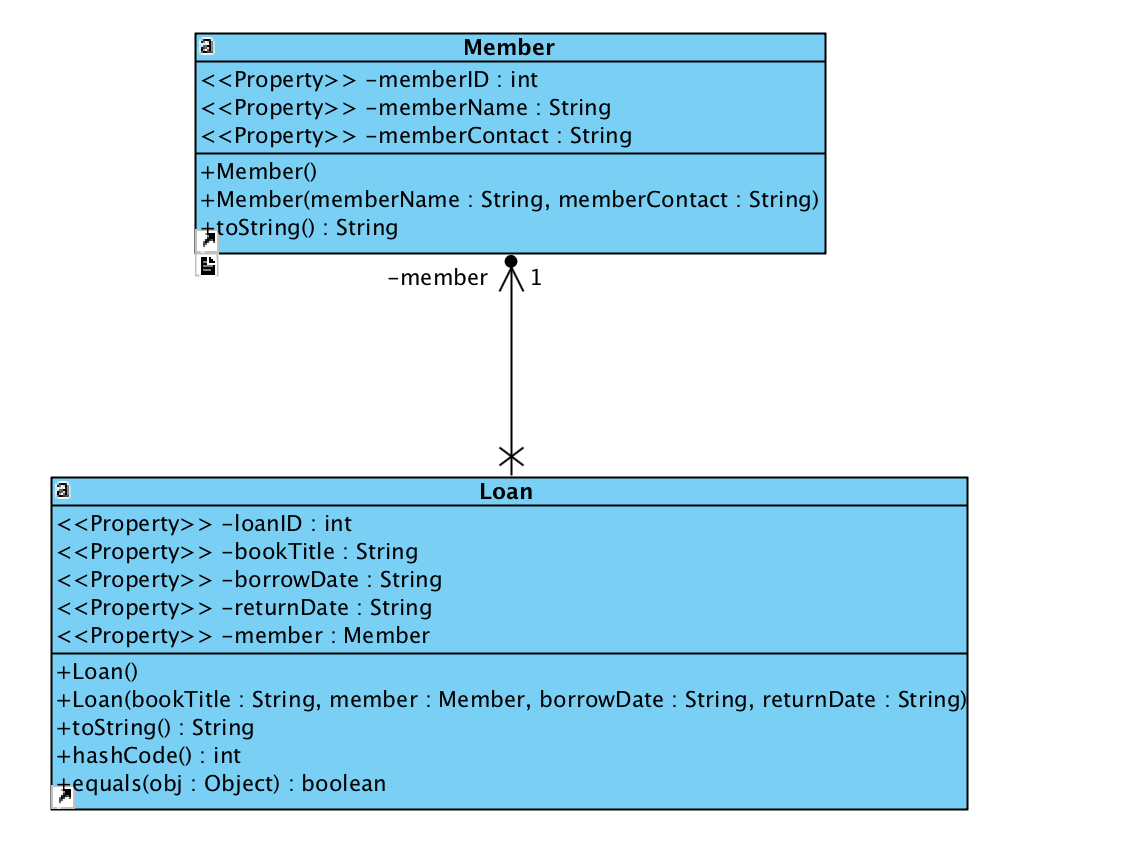 a
Member
<<Property>> -memberID : int
<<Property>> -memberName : String
<<Property>> -memberContact : String
+Member()
+Member(memberName : String, memberContact : String)
+toString() : String
-member 1
a
Loan
<<Property>> -loanID : int
<<Property>> -bookTitle : String
<<Property>> -borrowDate : String
<<Property>> -returnDate : String
<<Property>> -member : Member
+Loan()
+Loan(bookTitle : String, member : Member, borrowDate : String, returnDate : String)
+toString() : String
+hashCode() : int
+equals(obj : Object) : boolean